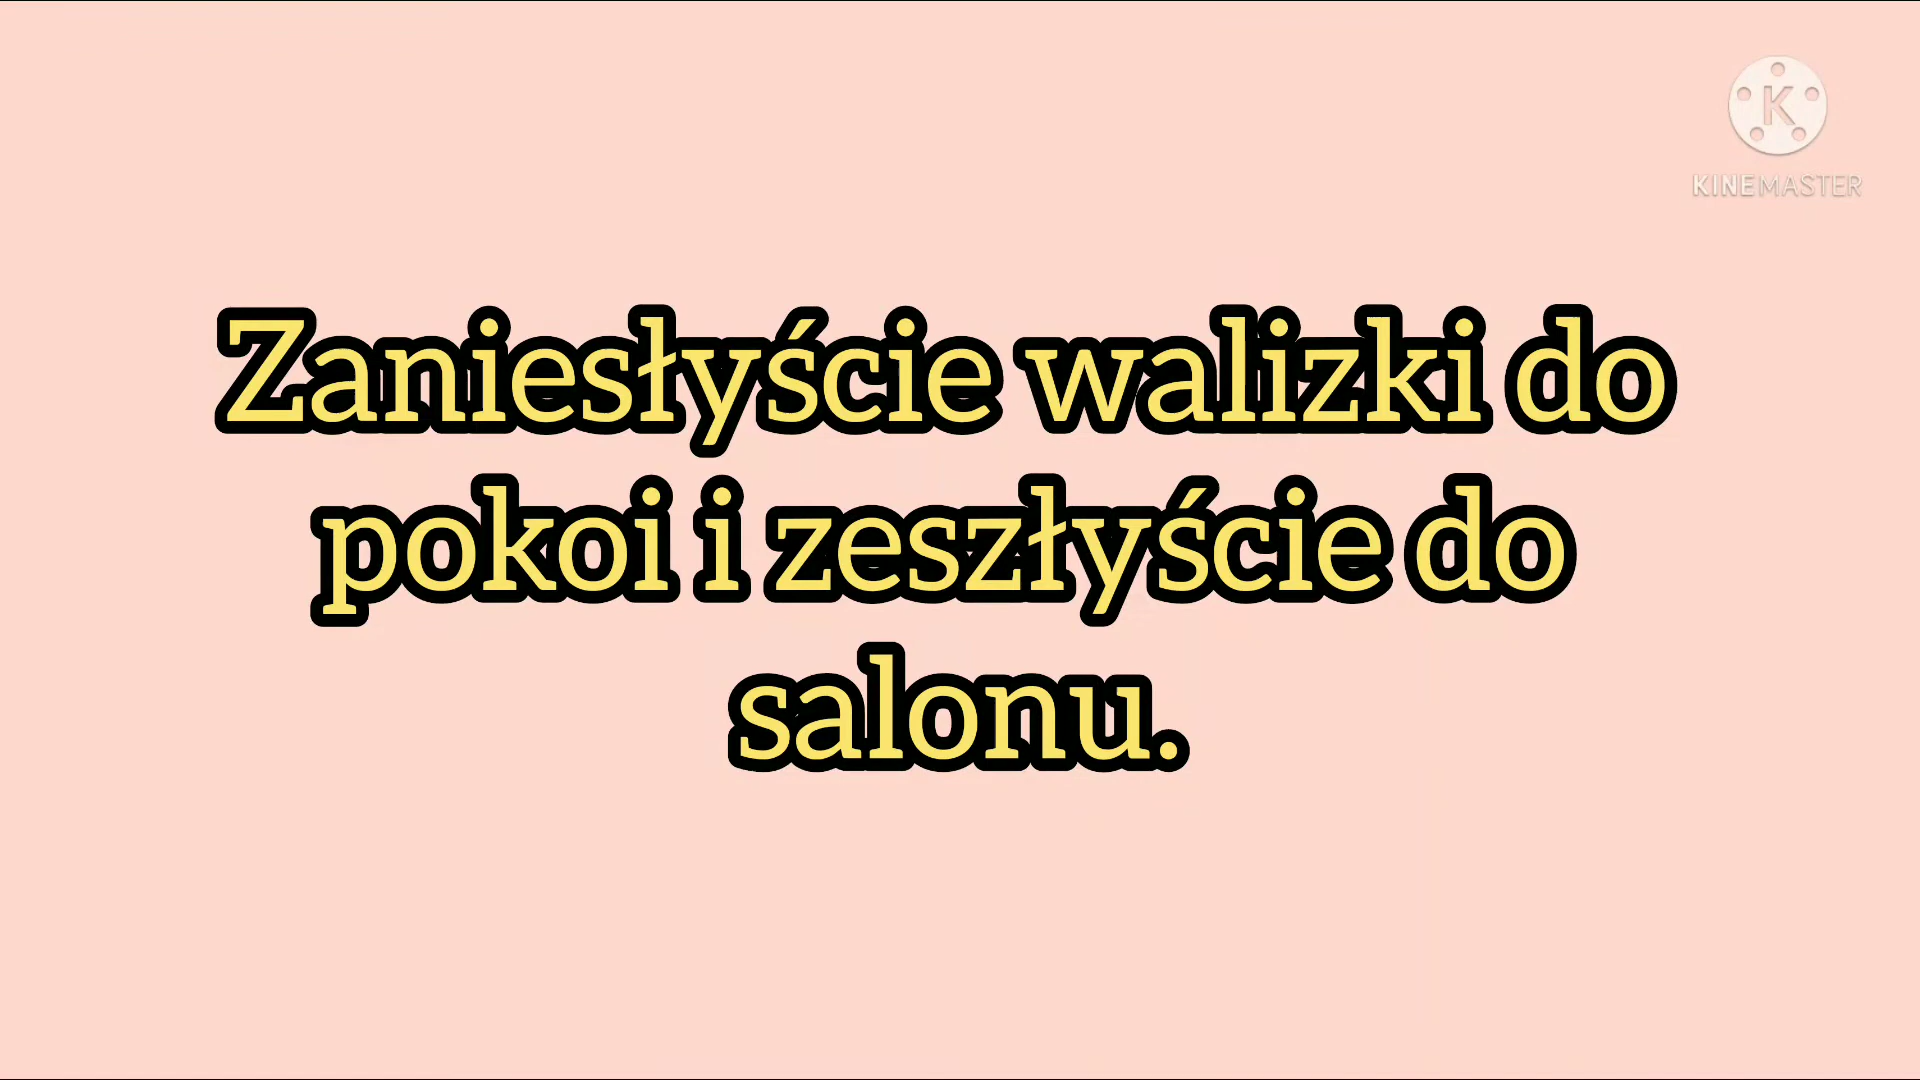 K
KINEMASTER
Zaniesłyście walizki do
pokoi i zeszłyście do
salonu.